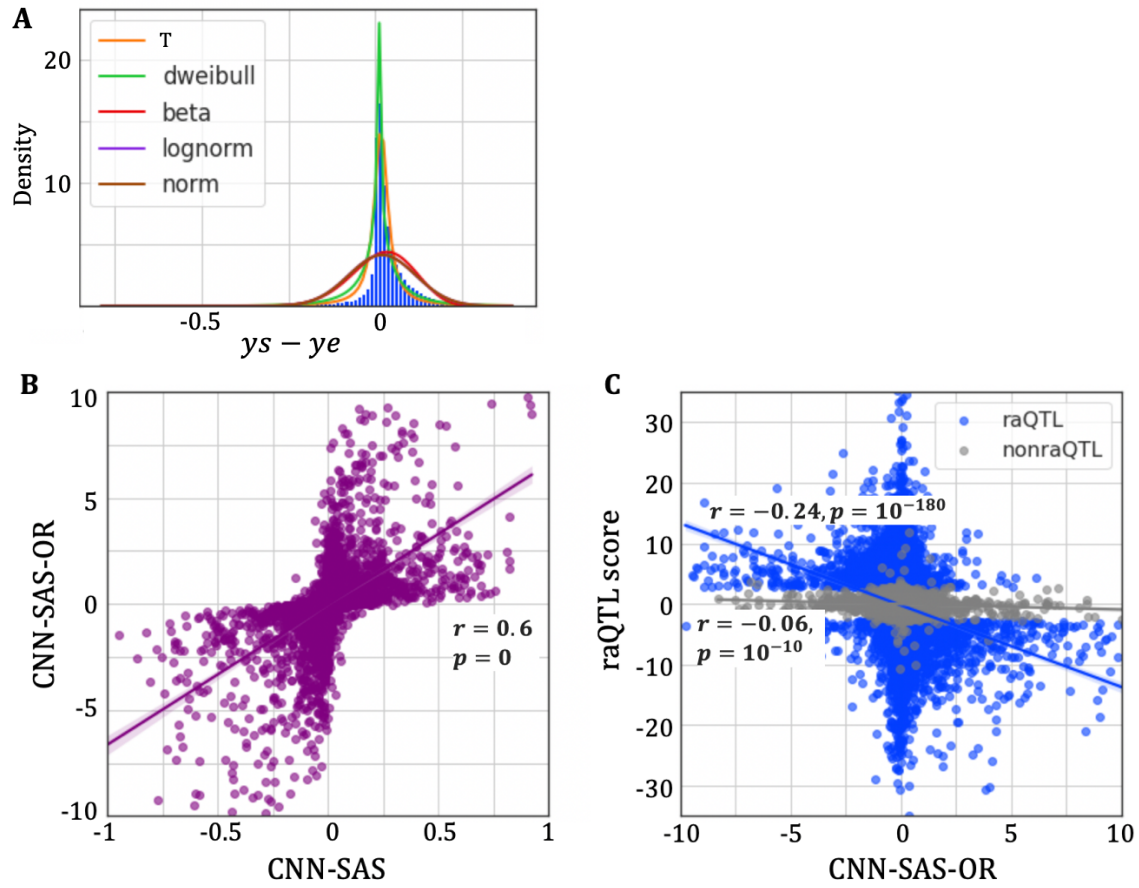 A
T
dweibull
beta
lognorm
norm
Density
20
10
-0.5
0
ys − ye
B
CNN-SAS-OR
10
5
0
-5
-10
r = 0.6
p = 0
-1
-0.5
0
0.5
1
CNN-SAS
C
raQTL score
raQTL
nonraQTL
30
20
10
0
-10
-20
-30
r = −0.24, p = 10⁻¹⁸⁰
r = −0.06,
p = 10⁻¹⁰
-10
-5
0
5
10
CNN-SAS-OR